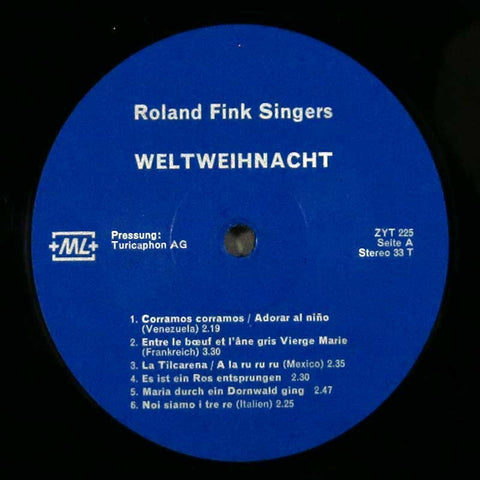 Roland Fink Singers
WELTWEIHNACHT
+ML+
Pressung:
Turicaphon AG
ZYT 225
Seite A
Stereo 33 T
1. Corramos corramos / Adorar al niño
(Venezuela) 2.19
2. Entre le bœuf et l'âne gris Vierge Marie
(Frankreich) 3.30
3. La Tilcarena / A la ru ru ru (Mexico) 2.35
4. Es ist ein Ros entsprungen 2.30
5. Maria durch ein Dornwald ging 2.47
6. Noi siamo i tre re (Italien) 2.25